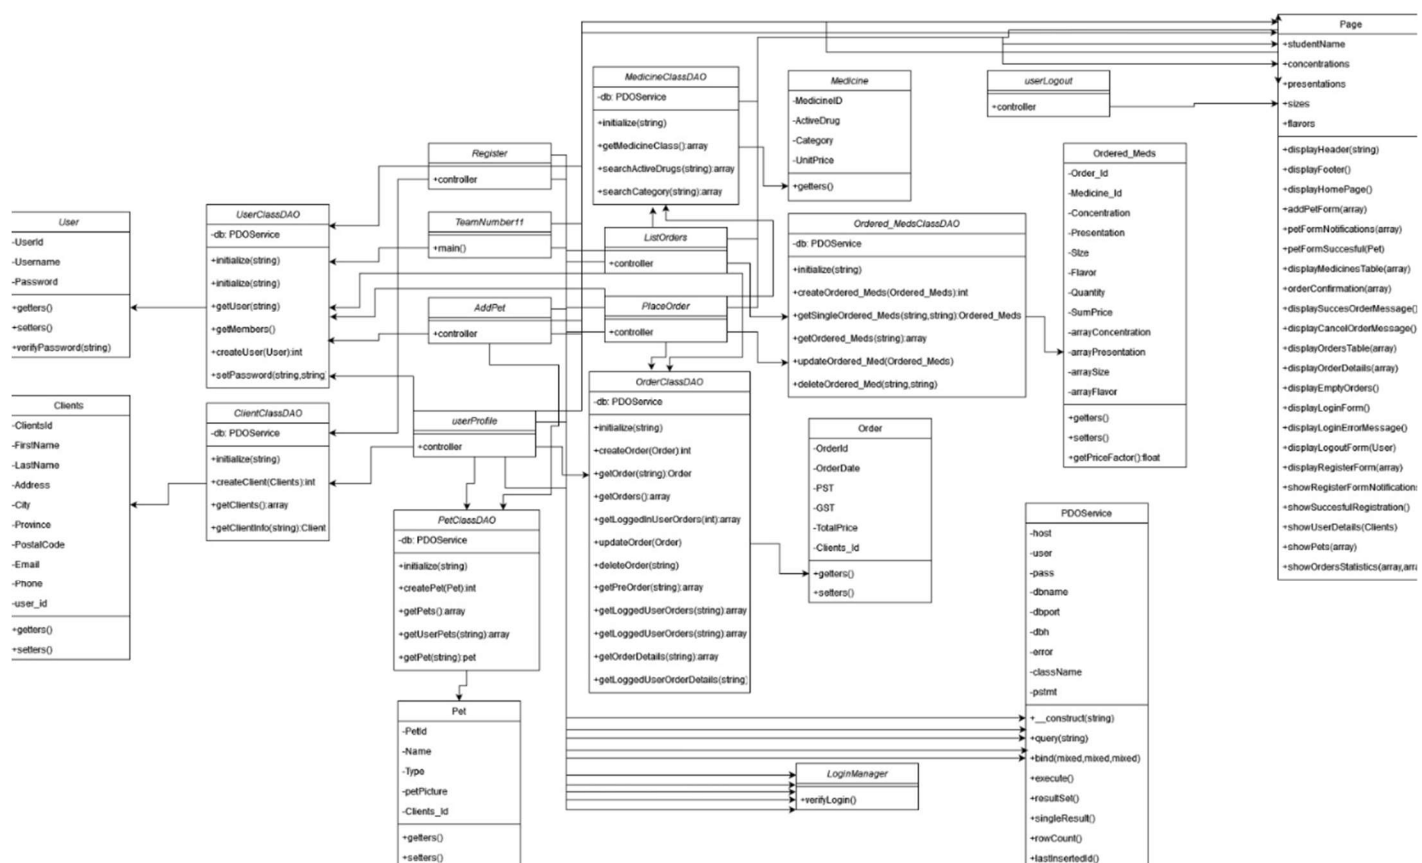 Page
+studentName
+concentrations
+presentations
+sizes
+flavors
+displayHeader(string)
+displayFooter()
+displayHomePage()
+addPetForm(array)
+petFormNotifications(array)
+petFormSuccesful(Pet)
+displayMedicinesTable(array)
+orderConfirmation(array)
+displaySuccesOrderMessage()
+displayCancelOrderMessage()
+displayOrdersTable(array)
+displayOrderDetails(array)
+displayEmptyOrders()
+displayLoginForm()
+displayLoginErrorMessage()
+displayLogoutForm(User)
+displayRegisterForm(array)
+showRegisterFormNotifications
+showSuccesfulRegistration()
+showUserDetails(Clients)
+showPets(array)
+showOrdersStatistics(array,arra
MedicineClassDAO
-db: PDOService
+initialize(string)
+getMedicineClass():array
+searchActiveDrugs(string):array
+searchCategory(string):array
Medicine
-MedicineID
-ActiveDrug
-Category
-UnitPrice
+getters()
userLogout
+controller
Register
+controller
Ordered_Meds
-Order_Id
-Medicine_Id
-Concentration
-Presentation
-Size
-Flavor
-Quantity
-SumPrice
-arrayConcentration
-arrayPresentation
-arraySize
-arrayFlavor
+getters()
+setters()
+getPriceFactor():float
User
-UserId
-Username
-Password
+getters()
+setters()
+verifyPassword(string)
UserClassDAO
-db: PDOService
+initialize(string)
+initialize(string)
+getUser(string)
+getMembers()
+createUser(User):int
+setPassword(string,string)
TeamNumber11
+main()
ListOrders
+controller
Ordered_MedsClassDAO
-db: PDOService
+initialize(string)
+createOrdered_Meds(Ordered_Meds):int
+getSingleOrdered_Meds(string,string):Ordered_Meds
+getOrdered_Meds(string):array
+updateOrdered_Med(Ordered_Meds)
+deleteOrdered_Med(string,string)
AddPet
+controller
PlaceOrder
+controller
Clients
-ClientsId
-FirstName
-LastName
-Address
-City
-Province
-PostalCode
-Email
-Phone
-user_id
+getters()
+setters()
ClientClassDAO
-db: PDOService
+initialize(string)
+createClient(Clients):int
+getClients():array
+getClientInfo(string):Client
userProfile
+controller
OrderClassDAO
-db: PDOService
+initialize(string)
+createOrder(Order):int
+getOrder(string):Order
+getOrders():array
+getLoggedInUserOrders(int):array
+updateOrder(Order)
+deleteOrder(string)
+getPreOrder(string):array
+getLoggedUserOrders(string):array
+getLoggedUserOrders(string):array
+getOrderDetails(string):array
+getLoggedUserOrderDetails(string)
Order
-OrderId
-OrderDate
-PST
-GST
-TotalPrice
-Clients_Id
+getters()
+setters()
PetClassDAO
-db: PDOService
+initialize(string)
+createPet(Pet):int
+getPets():array
+getUserPets(string):array
+getPet(string):pet
PDOService
-host
-user
-pass
-dbname
-dbport
-dbh
-error
-className
-pstmt
+__construct(string)
+query(string)
+bind(mixed,mixed,mixed)
+execute()
+resultSet()
+singleResult()
+rowCount()
+lastInsertedId()
Pet
-PetId
-Name
-Type
-petPicture
-Clients_Id
+getters()
+setters()
LoginManager
+verifyLogin()